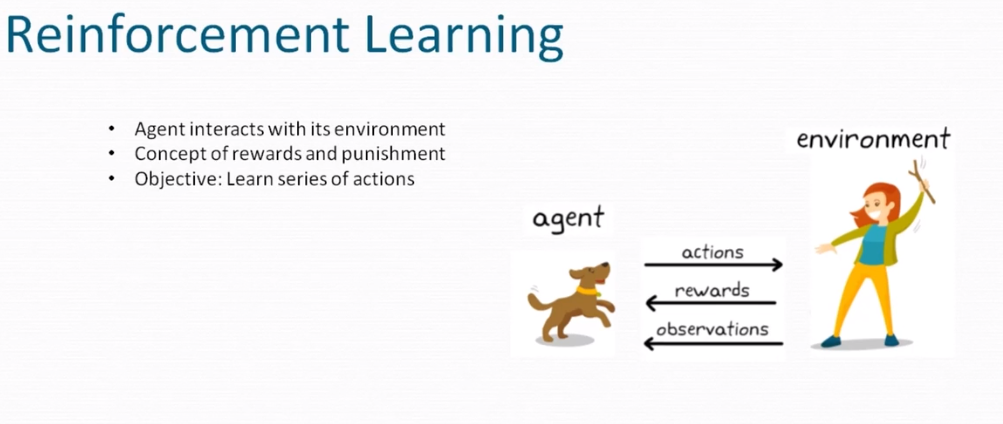 Reinforcement Learning
• Agent interacts with its environment
• Concept of rewards and punishment
• Objective: Learn series of actions
environment
agent
actions
rewards
observations